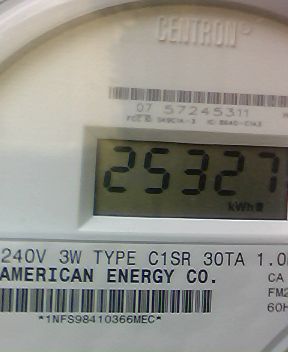 CENTRON®
07 57245311
25327
kWh
240V 3W TYPE C1SR 30TA 1.0
AMERICAN ENERGY CO. CA
FM2
60H
*1NFS98410366MEC*